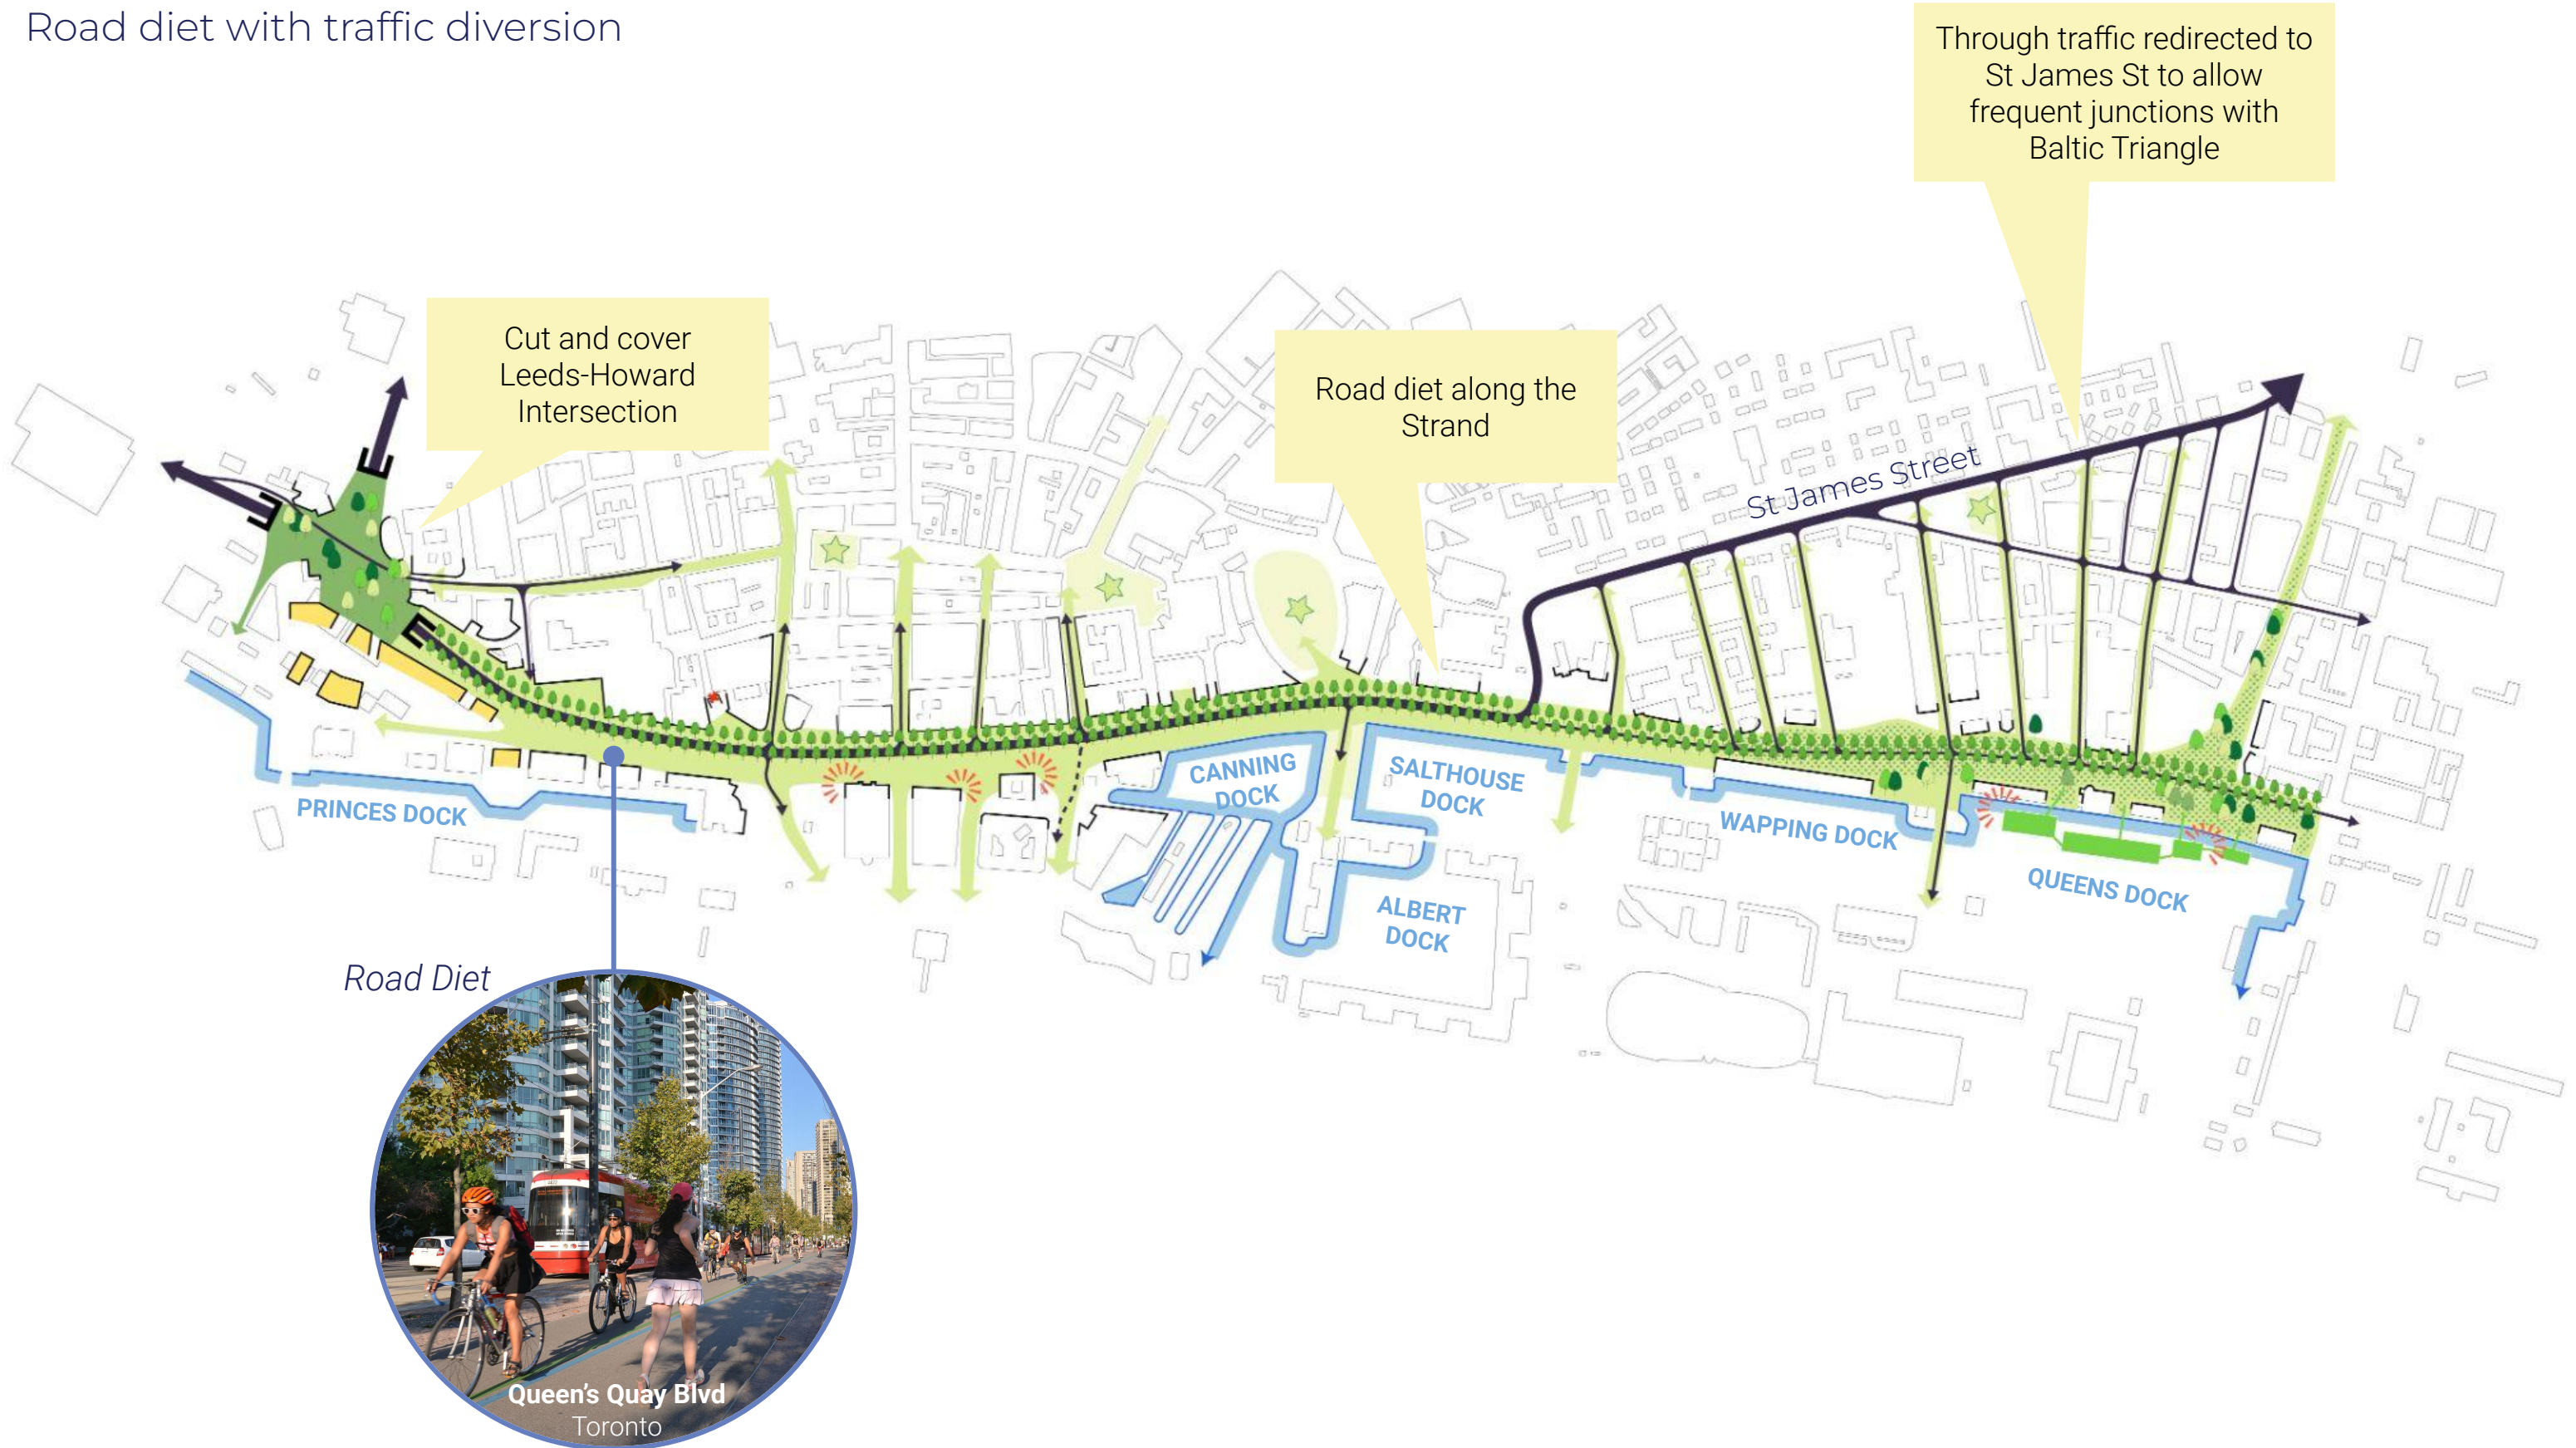 Road diet with traffic diversion
Through traffic redirected to
St James St to allow
frequent junctions with
Baltic Triangle
Cut and cover
Leeds-Howard
Intersection
Road diet along the
Strand
St James Street
PRINCES DOCK
CANNING
DOCK
SALTHOUSE
DOCK
ALBERT
DOCK
WAPPING DOCK
QUEENS DOCK
Road Diet
Queen’s Quay Blvd
Toronto